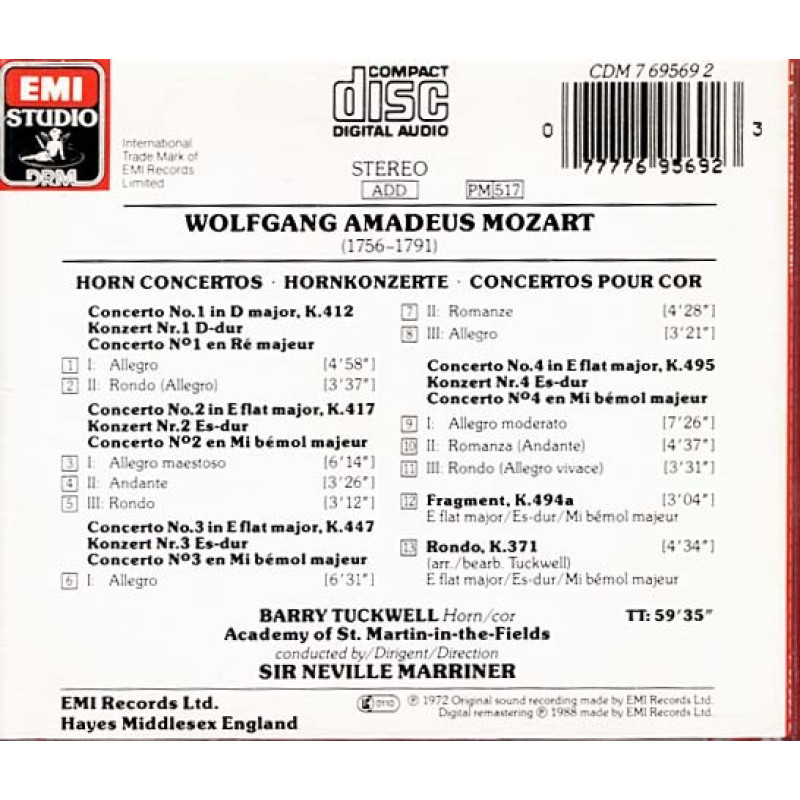 EMI
STUDIO
DRM
International
Trade Mark of
EMI Records
Limited
COMPACT
disc
DIGITAL AUDIO
STEREO
ADD
PM 517
CDM 7 69569 2
0 77776 95692 3
WOLFGANG AMADEUS MOZART
(1756–1791)
HORN CONCERTOS · HORNKONZERTE · CONCERTOS POUR COR
Concerto No.1 in D major, K.412
Konzert Nr.1 D-dur
Concerto Nº1 en Ré majeur
1 I: Allegro [4'58"]
2 II: Rondo (Allegro) [3'37"]
Concerto No.2 in E flat major, K.417
Konzert Nr.2 Es-dur
Concerto Nº2 en Mi bémol majeur
3 I: Allegro maestoso [6'14"]
4 II: Andante [3'26"]
5 III: Rondo [3'12"]
Concerto No.3 in E flat major, K.447
Konzert Nr.3 Es-dur
Concerto Nº3 en Mi bémol majeur
6 I: Allegro [6'31"]
7 II: Romanze [4'28"]
8 III: Allegro [3'21"]
Concerto No.4 in E flat major, K.495
Konzert Nr.4 Es-dur
Concerto Nº4 en Mi bémol majeur
9 I: Allegro moderato [7'26"]
10 II: Romanza (Andante) [4'37"]
11 III: Rondo (Allegro vivace) [3'31"]
12 Fragment, K.494a [3'04"]
E flat major/Es-dur/Mi bémol majeur
13 Rondo, K.371 [4'34"]
(arr./bearb. Tuckwell)
E flat major/Es-dur/Mi bémol majeur
BARRY TUCKWELL Horn/cor TT: 59'35"
Academy of St. Martin-in-the-Fields
conducted by/Dirigent/Direction
SIR NEVILLE MARRINER
EMI Records Ltd.
Hayes Middlesex England
LC 0110
℗ 1972 Original sound recording made by EMI Records Ltd.
Digital remastering ℗ 1988 made by EMI Records Ltd.